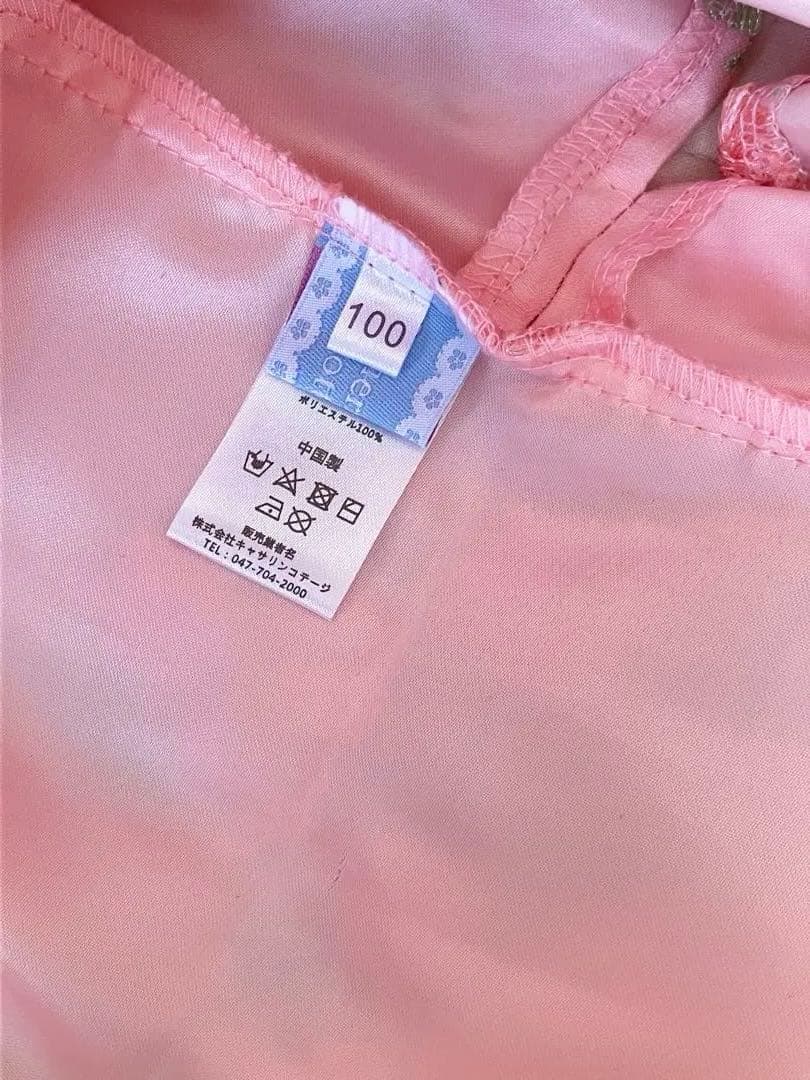 100
ポリエステル100%
中国製
販売業者名
株式会社キャサリンコテージ
TEL：047-704-2000